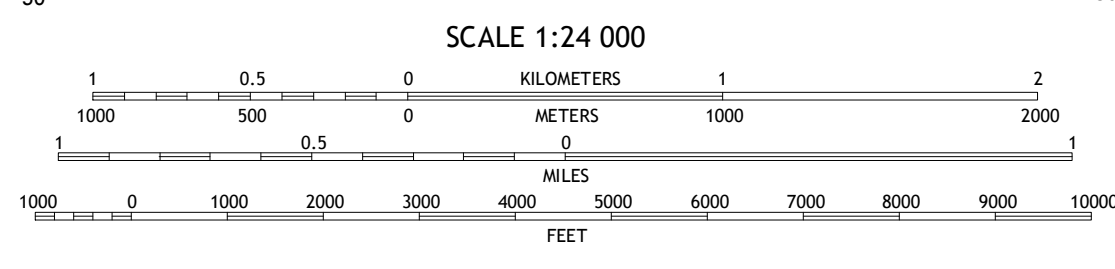 SCALE 1:24 000
1 0.5 0 KILOMETERS 1 2
1000 500 0 METERS 1000 2000
1 0.5 0 1
MILES
1000 0 1000 2000 3000 4000 5000 6000 7000 8000 9000 10000
FEET